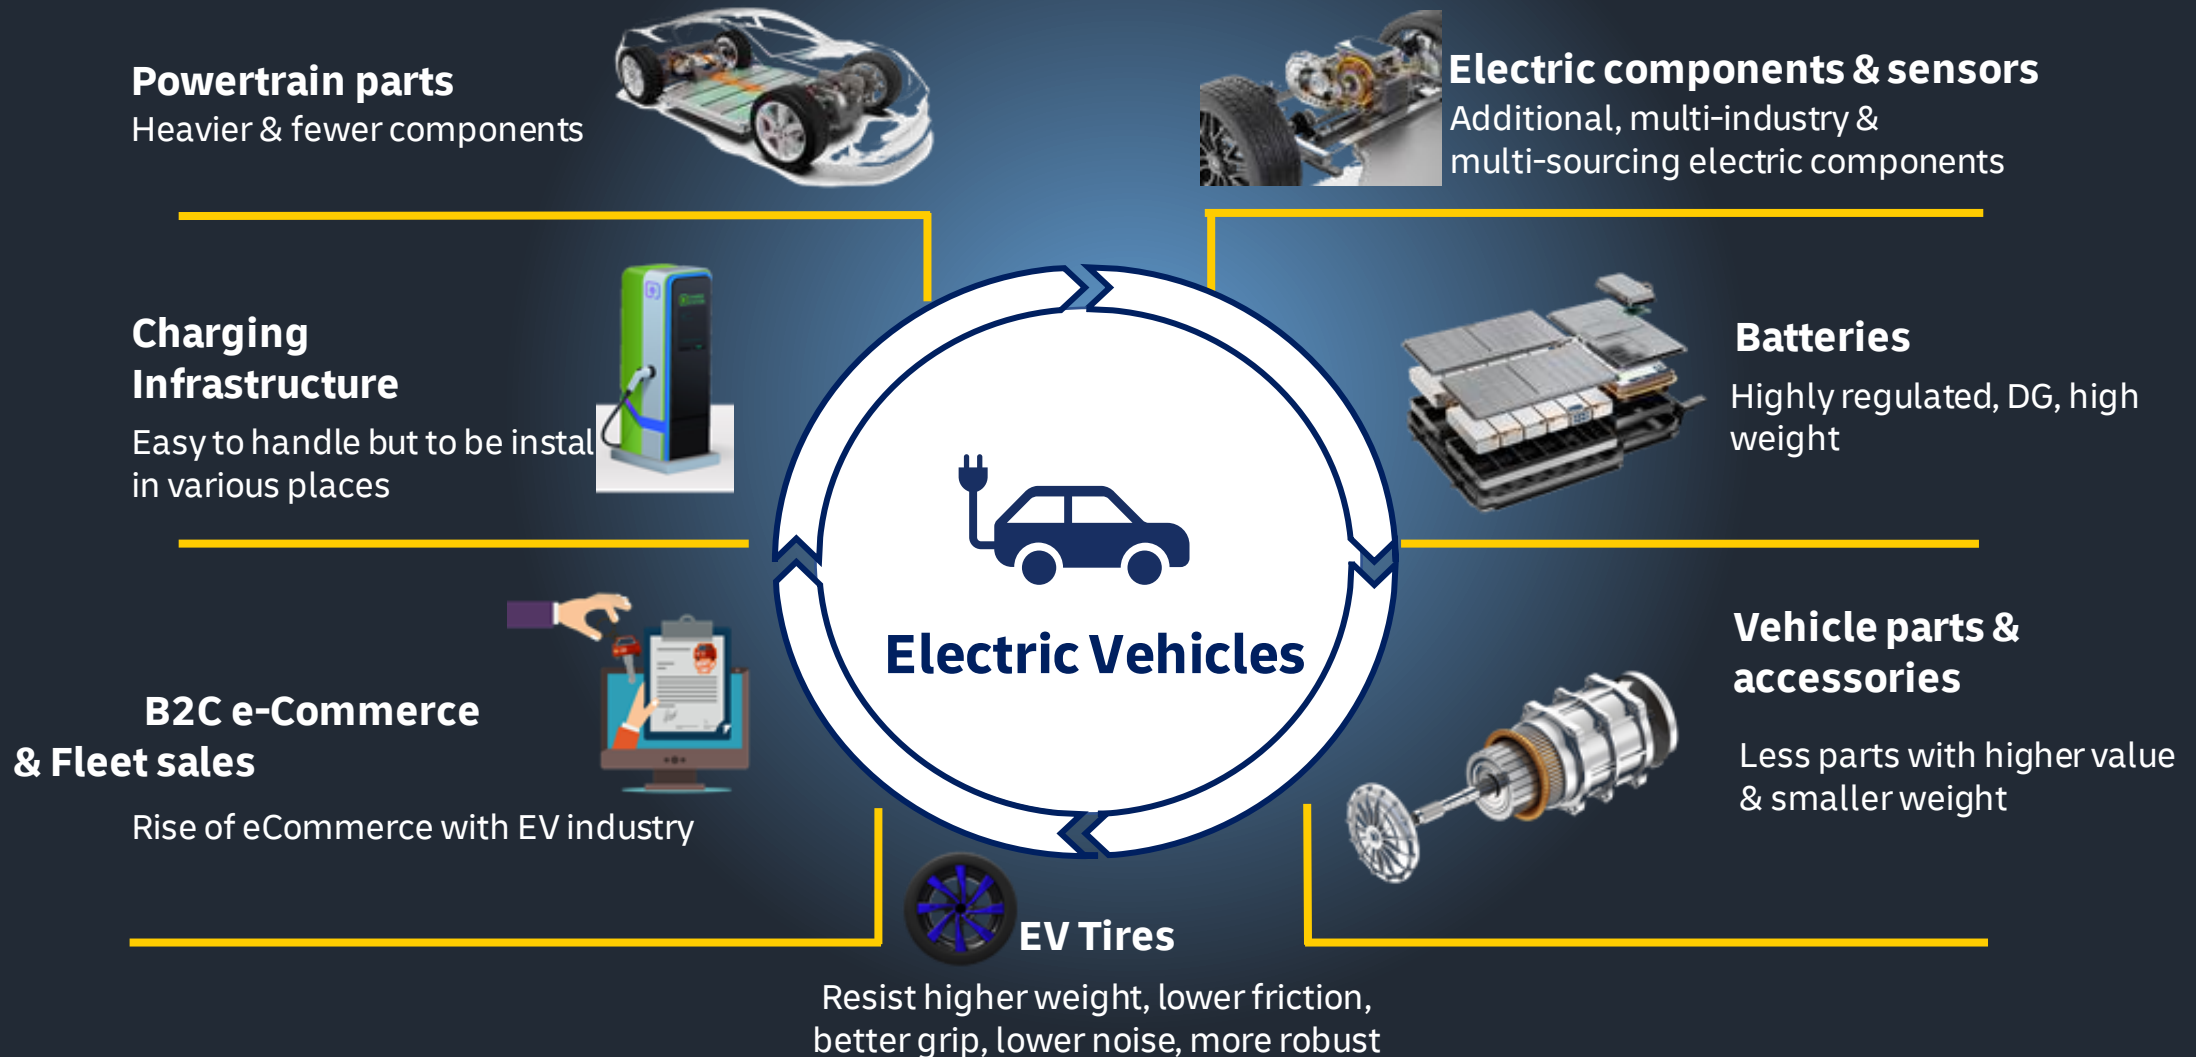 Powertrain parts
Heavier & fewer components
Electric components & sensors
Additional, multi-industry &
multi-sourcing electric components
Charging
Infrastructure
Easy to handle but to be instal
in various places
Batteries
Highly regulated, DG, high
weight
Electric Vehicles
B2C e-Commerce
& Fleet sales
Rise of eCommerce with EV industry
Vehicle parts &
accessories
Less parts with higher value
& smaller weight
EV Tires
Resist higher weight, lower friction,
better grip, lower noise, more robust